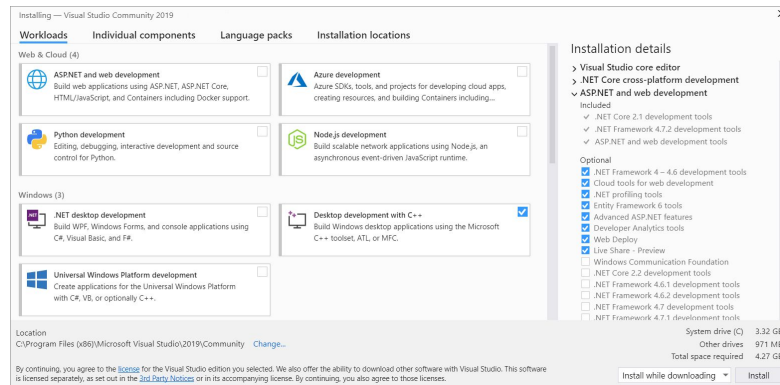 Installing — Visual Studio Community 2019
Workloads Individual components Language packs Installation locations
Web & Cloud (4)
ASP.NET and web development
Build web applications using ASP.NET, ASP.NET Core,
HTML/JavaScript, and Containers including Docker support.
Azure development
Azure SDKs, tools, and projects for developing cloud apps,
creating resources, and building Containers including...
Python development
Editing, debugging, interactive development and source
control for Python.
Node.js development
Build scalable network applications using Node.js, an
asynchronous event-driven JavaScript runtime.
Windows (3)
.NET desktop development
Build WPF, Windows Forms, and console applications using
C#, Visual Basic, and F#.
Desktop development with C++
Build Windows desktop applications using the Microsoft
C++ toolset, ATL, or MFC.
Universal Windows Platform development
Create applications for the Universal Windows Platform
with C#, VB, or optionally C++.
Installation details
Visual Studio core editor
.NET Core cross-platform development
ASP.NET and web development
Included
.NET Core 2.1 development tools
.NET Framework 4.7.2 development tools
ASP.NET and web development tools
Optional
.NET Framework 4 – 4.6 development tools
Cloud tools for web development
.NET profiling tools
Entity Framework 6 tools
Advanced ASP.NET features
Developer Analytics tools
Web Deploy
Live Share - Preview
Windows Communication Foundation
.NET Core 2.2 development tools
.NET Framework 4.6.1 development tools
.NET Framework 4.6.2 development tools
.NET Framework 4.7 development tools
.NET Framework 4.7.1 development tools
Location
C:\Program Files (x86)\Microsoft Visual Studio\2019\Community Change...
System drive (C) 3.32 GB
Other drives 971 MB
Total space required 4.27 GB
By continuing, you agree to the license for the Visual Studio edition you selected. We also offer the ability to download other software with Visual Studio. This software
is licensed separately, as set out in the 3rd Party Notices or in its accompanying license. By continuing, you also agree to those licenses.
Install while downloading Install